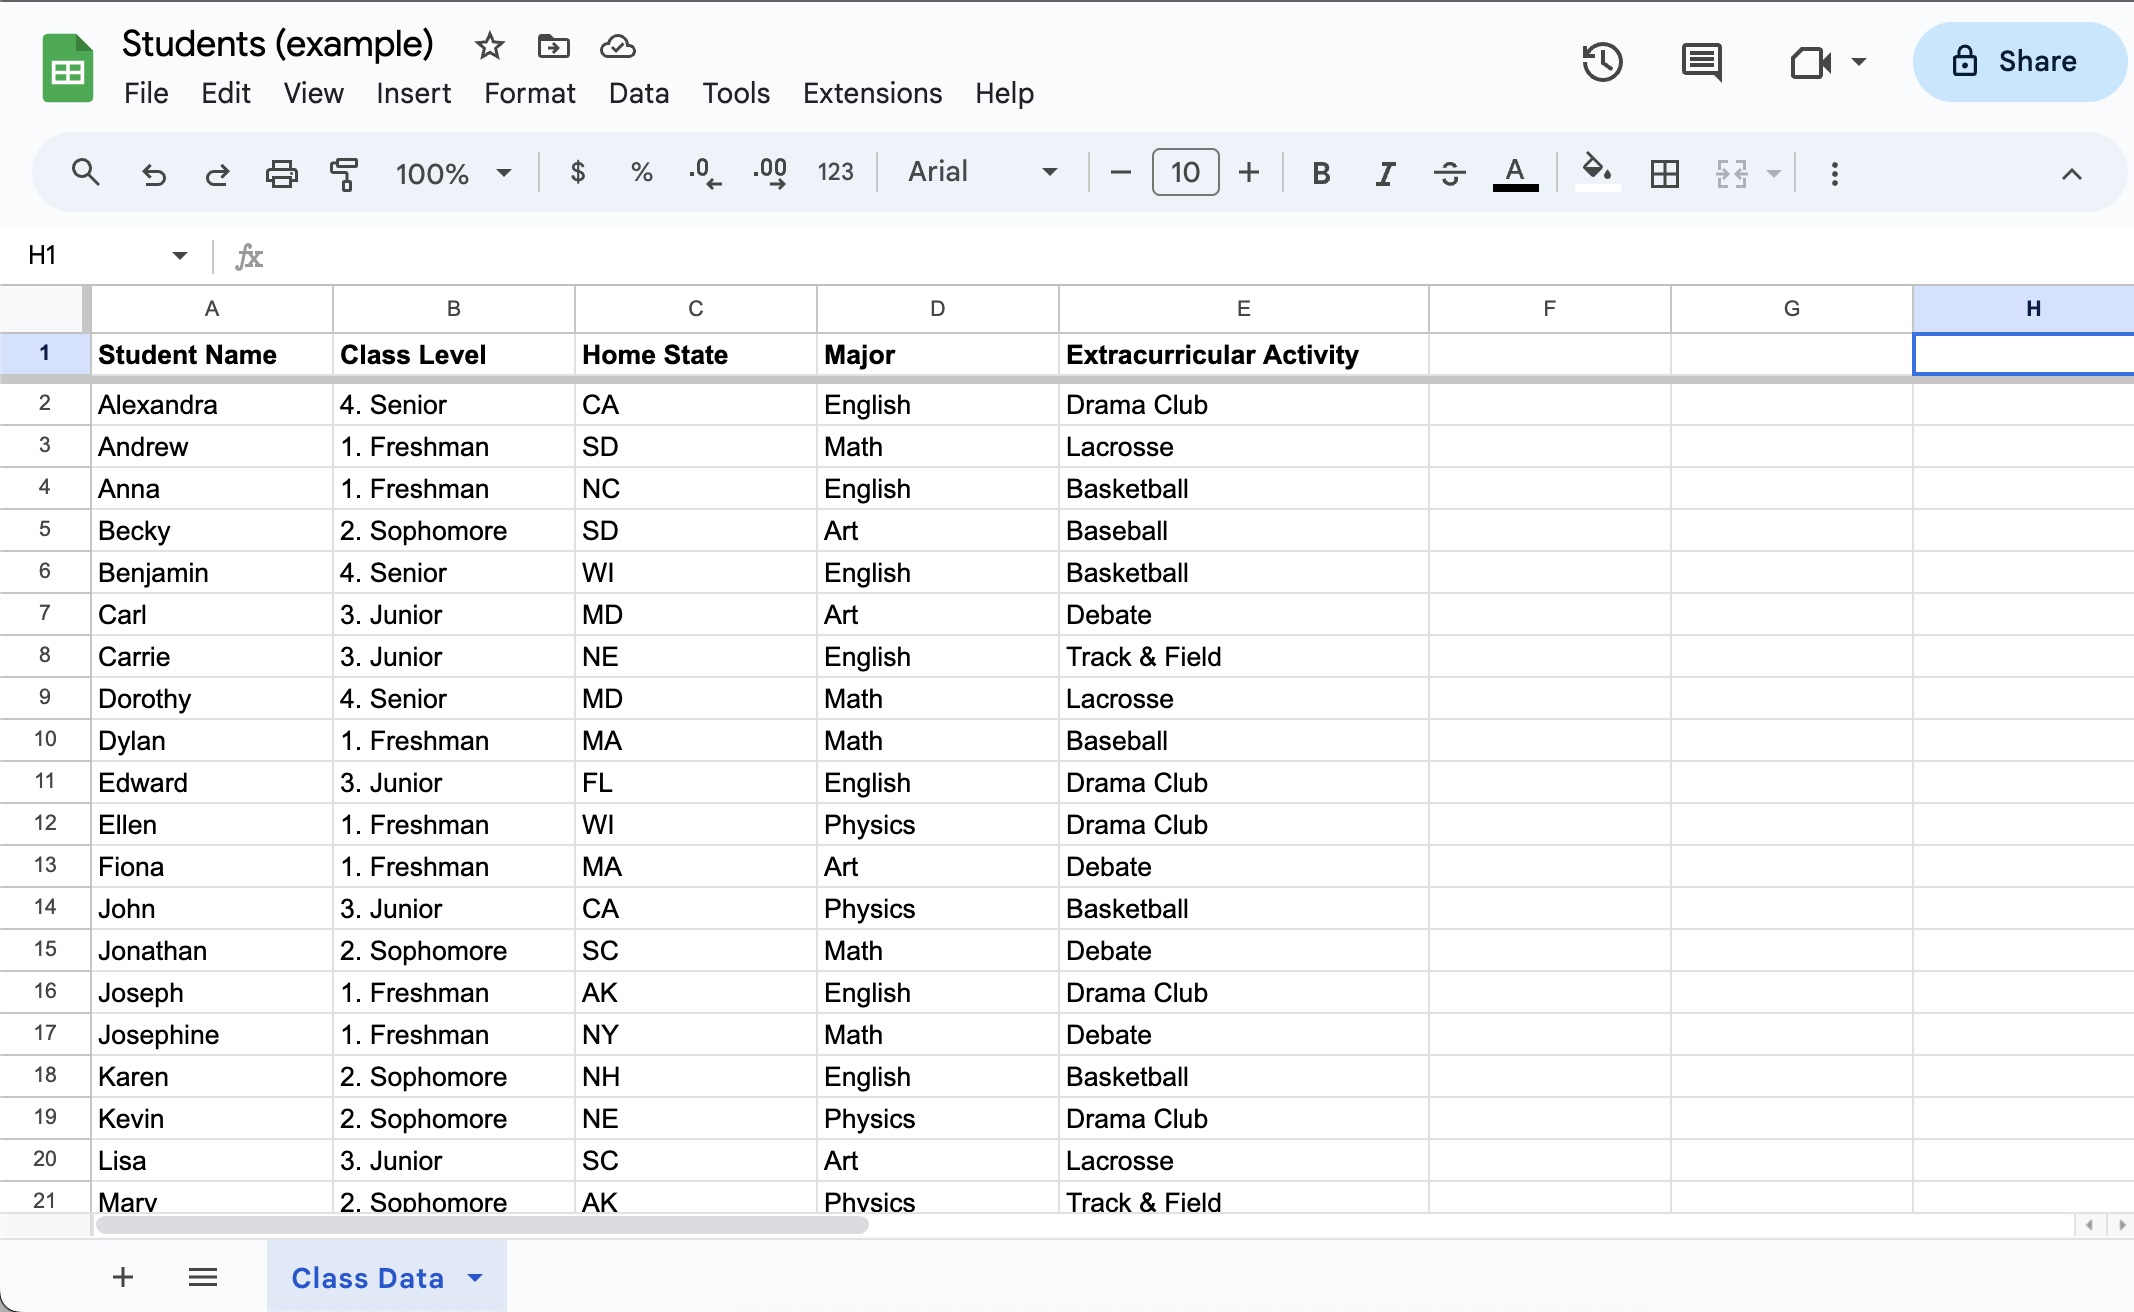 Students (example)
File Edit View Insert Format Data Tools Extensions Help
Share
100% $ % .0 .00 123 Arial 10 B I S A
H1 fx
A B C D E F G H
1 Student Name Class Level Home State Major Extracurricular Activity
2 Alexandra 4. Senior CA English Drama Club
3 Andrew 1. Freshman SD Math Lacrosse
4 Anna 1. Freshman NC English Basketball
5 Becky 2. Sophomore SD Art Baseball
6 Benjamin 4. Senior WI English Basketball
7 Carl 3. Junior MD Art Debate
8 Carrie 3. Junior NE English Track & Field
9 Dorothy 4. Senior MD Math Lacrosse
10 Dylan 1. Freshman MA Math Baseball
11 Edward 3. Junior FL English Drama Club
12 Ellen 1. Freshman WI Physics Drama Club
13 Fiona 1. Freshman MA Art Debate
14 John 3. Junior CA Physics Basketball
15 Jonathan 2. Sophomore SC Math Debate
16 Joseph 1. Freshman AK English Drama Club
17 Josephine 1. Freshman NY Math Debate
18 Karen 2. Sophomore NH English Basketball
19 Kevin 2. Sophomore NE Physics Drama Club
20 Lisa 3. Junior SC Art Lacrosse
21 Mary 2. Sophomore AK Physics Track & Field
Class Data